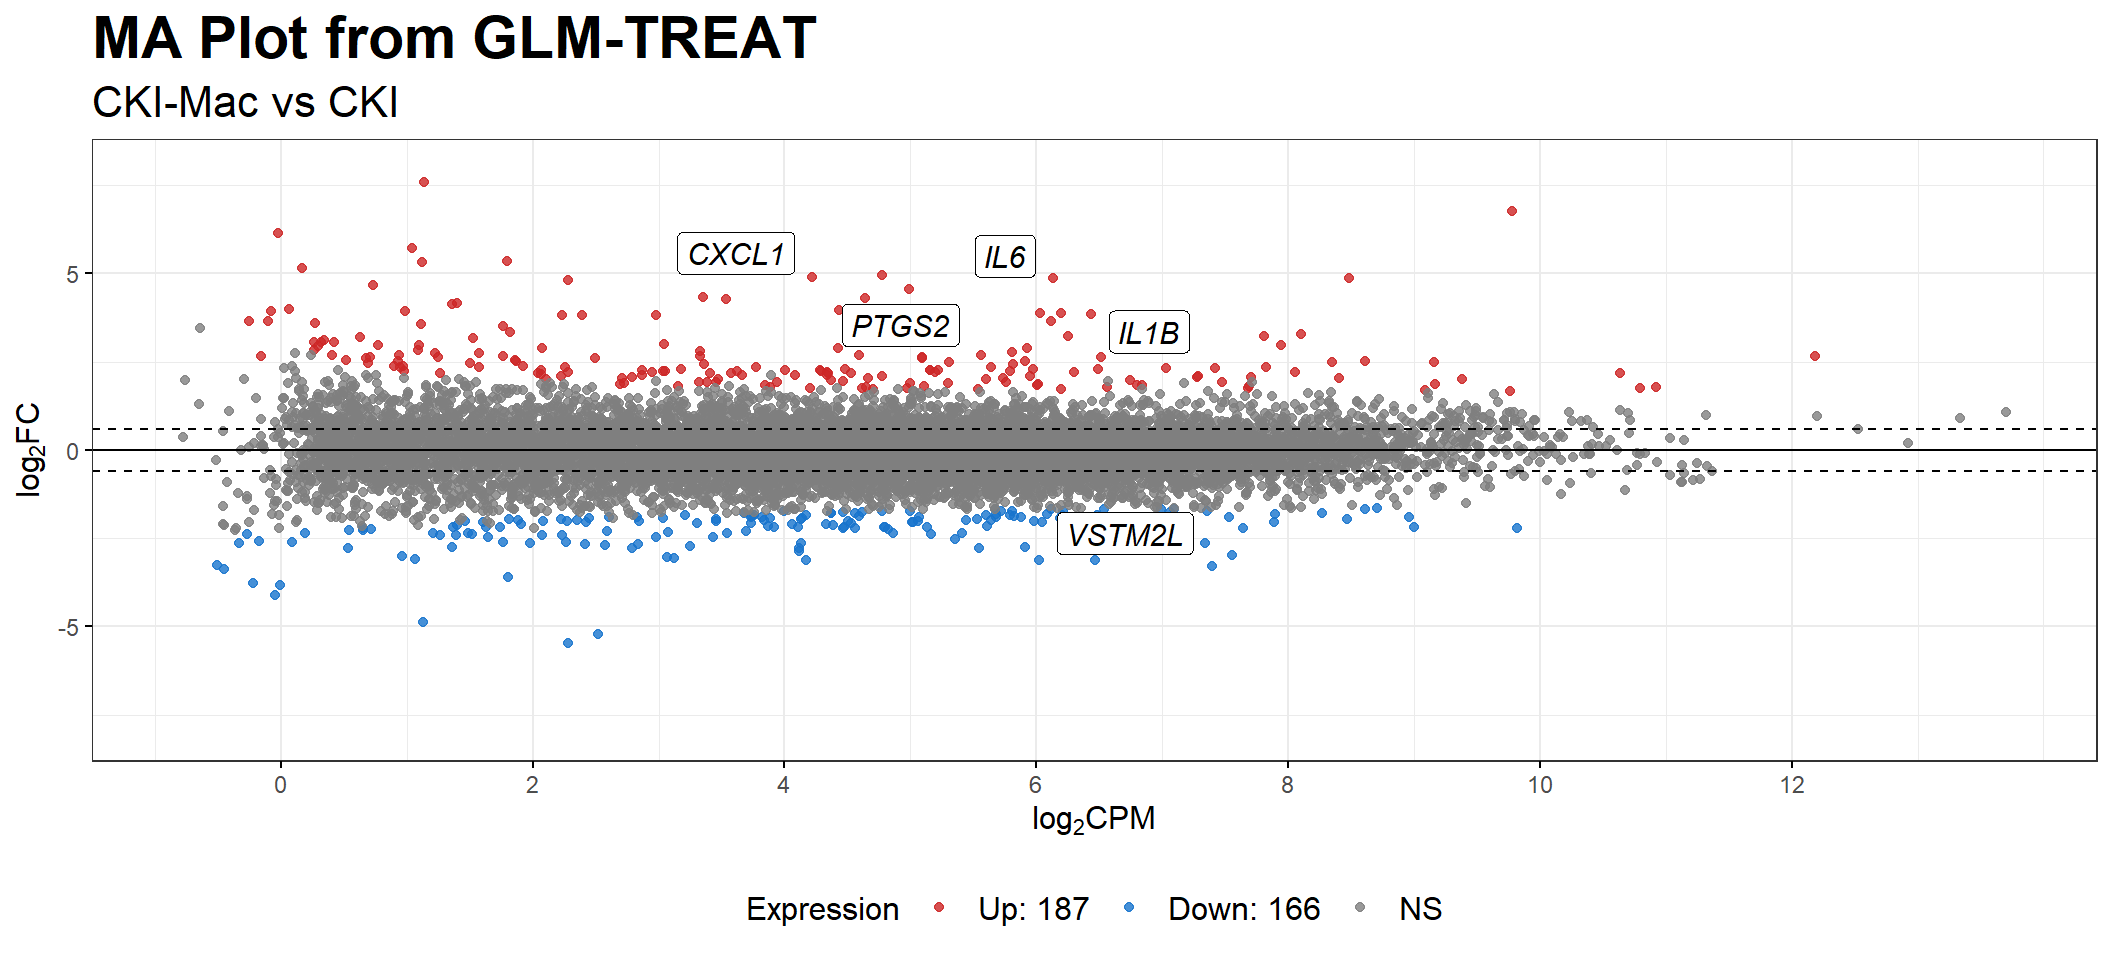 MA Plot from GLM-TREAT
CKI-Mac vs CKI
log2FC
5
0
-5
CXCL1
IL6
PTGS2
IL1B
VSTM2L
0 2 4 6 8 10 12
log2CPM
Expression Up: 187 Down: 166 NS